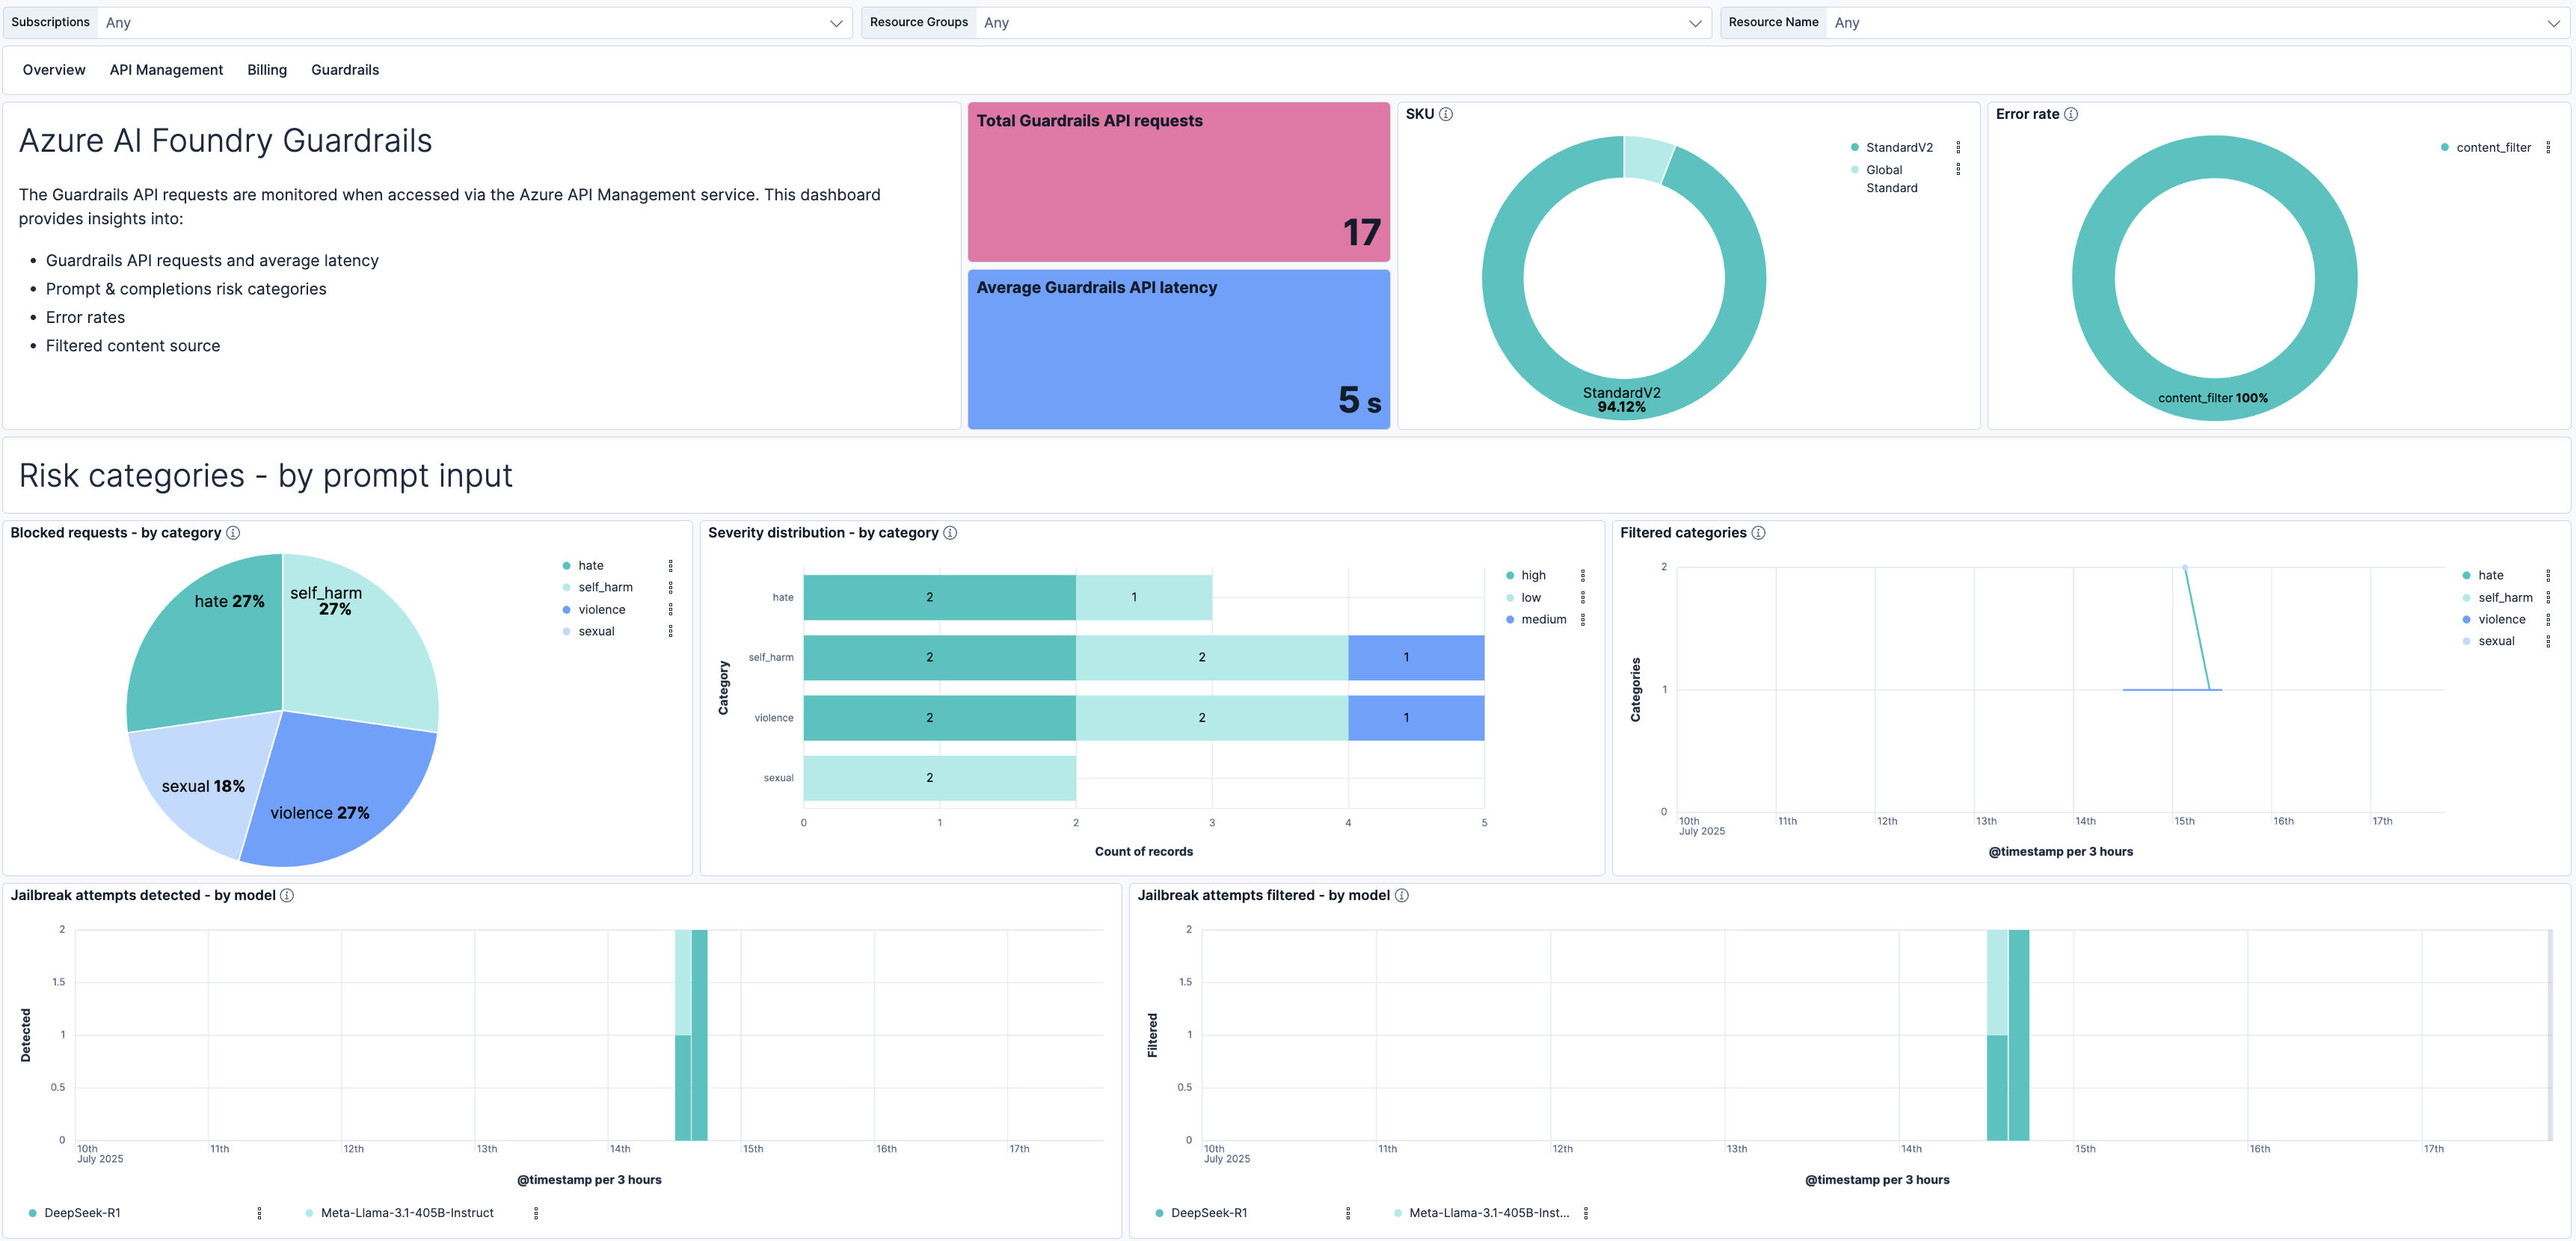 Subscriptions Any
Resource Groups Any
Resource Name Any
Overview API Management Billing Guardrails
Azure AI Foundry Guardrails
The Guardrails API requests are monitored when accessed via the Azure API Management service. This dashboard
provides insights into:
• Guardrails API requests and average latency
• Prompt & completions risk categories
• Error rates
• Filtered content source
Total Guardrails API requests
17
Average Guardrails API latency
5 s
SKU
StandardV2
94.12%
StandardV2
Global
Standard
Error rate
content_filter 100%
content_filter
Risk categories - by prompt input
Blocked requests - by category
hate 27%
self_harm
27%
sexual 18%
violence 27%
hate
self_harm
violence
sexual
Severity distribution - by category
Category
hate 2 1
self_harm 2 2 1
violence 2 2 1
sexual 2
0 1 2 3 4 5
Count of records
high
low
medium
Filtered categories
Categories
2
1
0
10th 11th 12th 13th 14th 15th 16th 17th
July 2025
@timestamp per 3 hours
hate
self_harm
violence
sexual
Jailbreak attempts detected - by model
Detected
2
1.5
1
0.5
0
10th 11th 12th 13th 14th 15th 16th 17th
July 2025
@timestamp per 3 hours
DeepSeek-R1 Meta-Llama-3.1-405B-Instruct
Jailbreak attempts filtered - by model
Filtered
2
1.5
1
0.5
0
10th 11th 12th 13th 14th 15th 16th 17th
July 2025
@timestamp per 3 hours
DeepSeek-R1 Meta-Llama-3.1-405B-Inst...